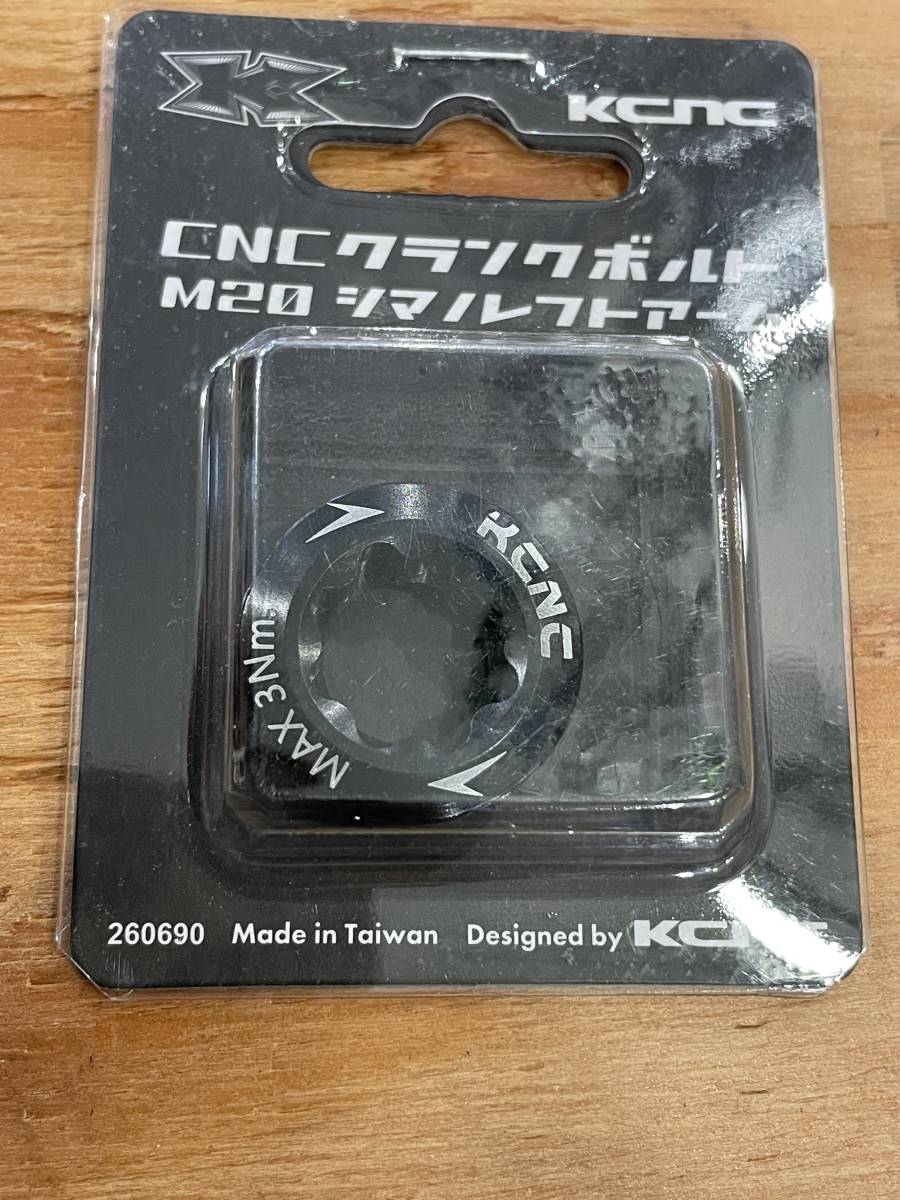 KCNC
CNCクランクボルト
M20 シマノレフトアーム
KCNC
MAX 3Nm.
260690 Made in Taiwan Designed by KCNC